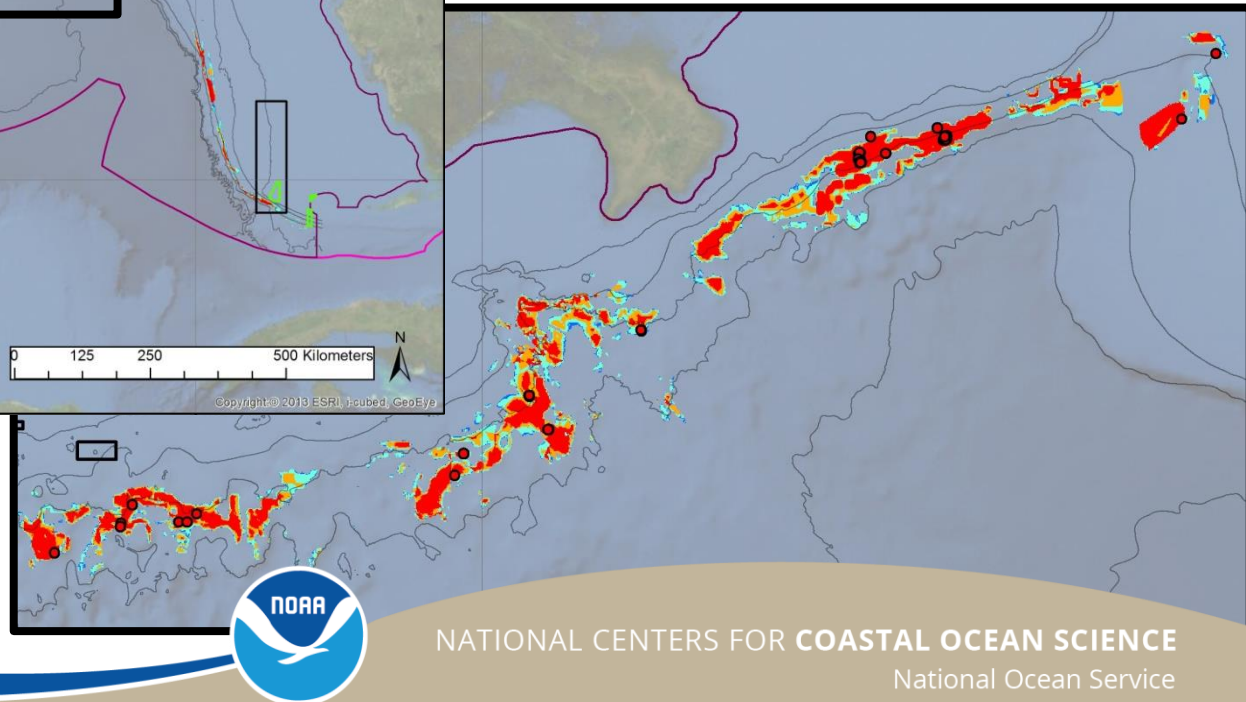 N
0 125 250 500 Kilometers
Copyright:© 2013 ESRI, i-cubed, GeoEye
NOAA
NATIONAL CENTERS FOR COASTAL OCEAN SCIENCE
National Ocean Service